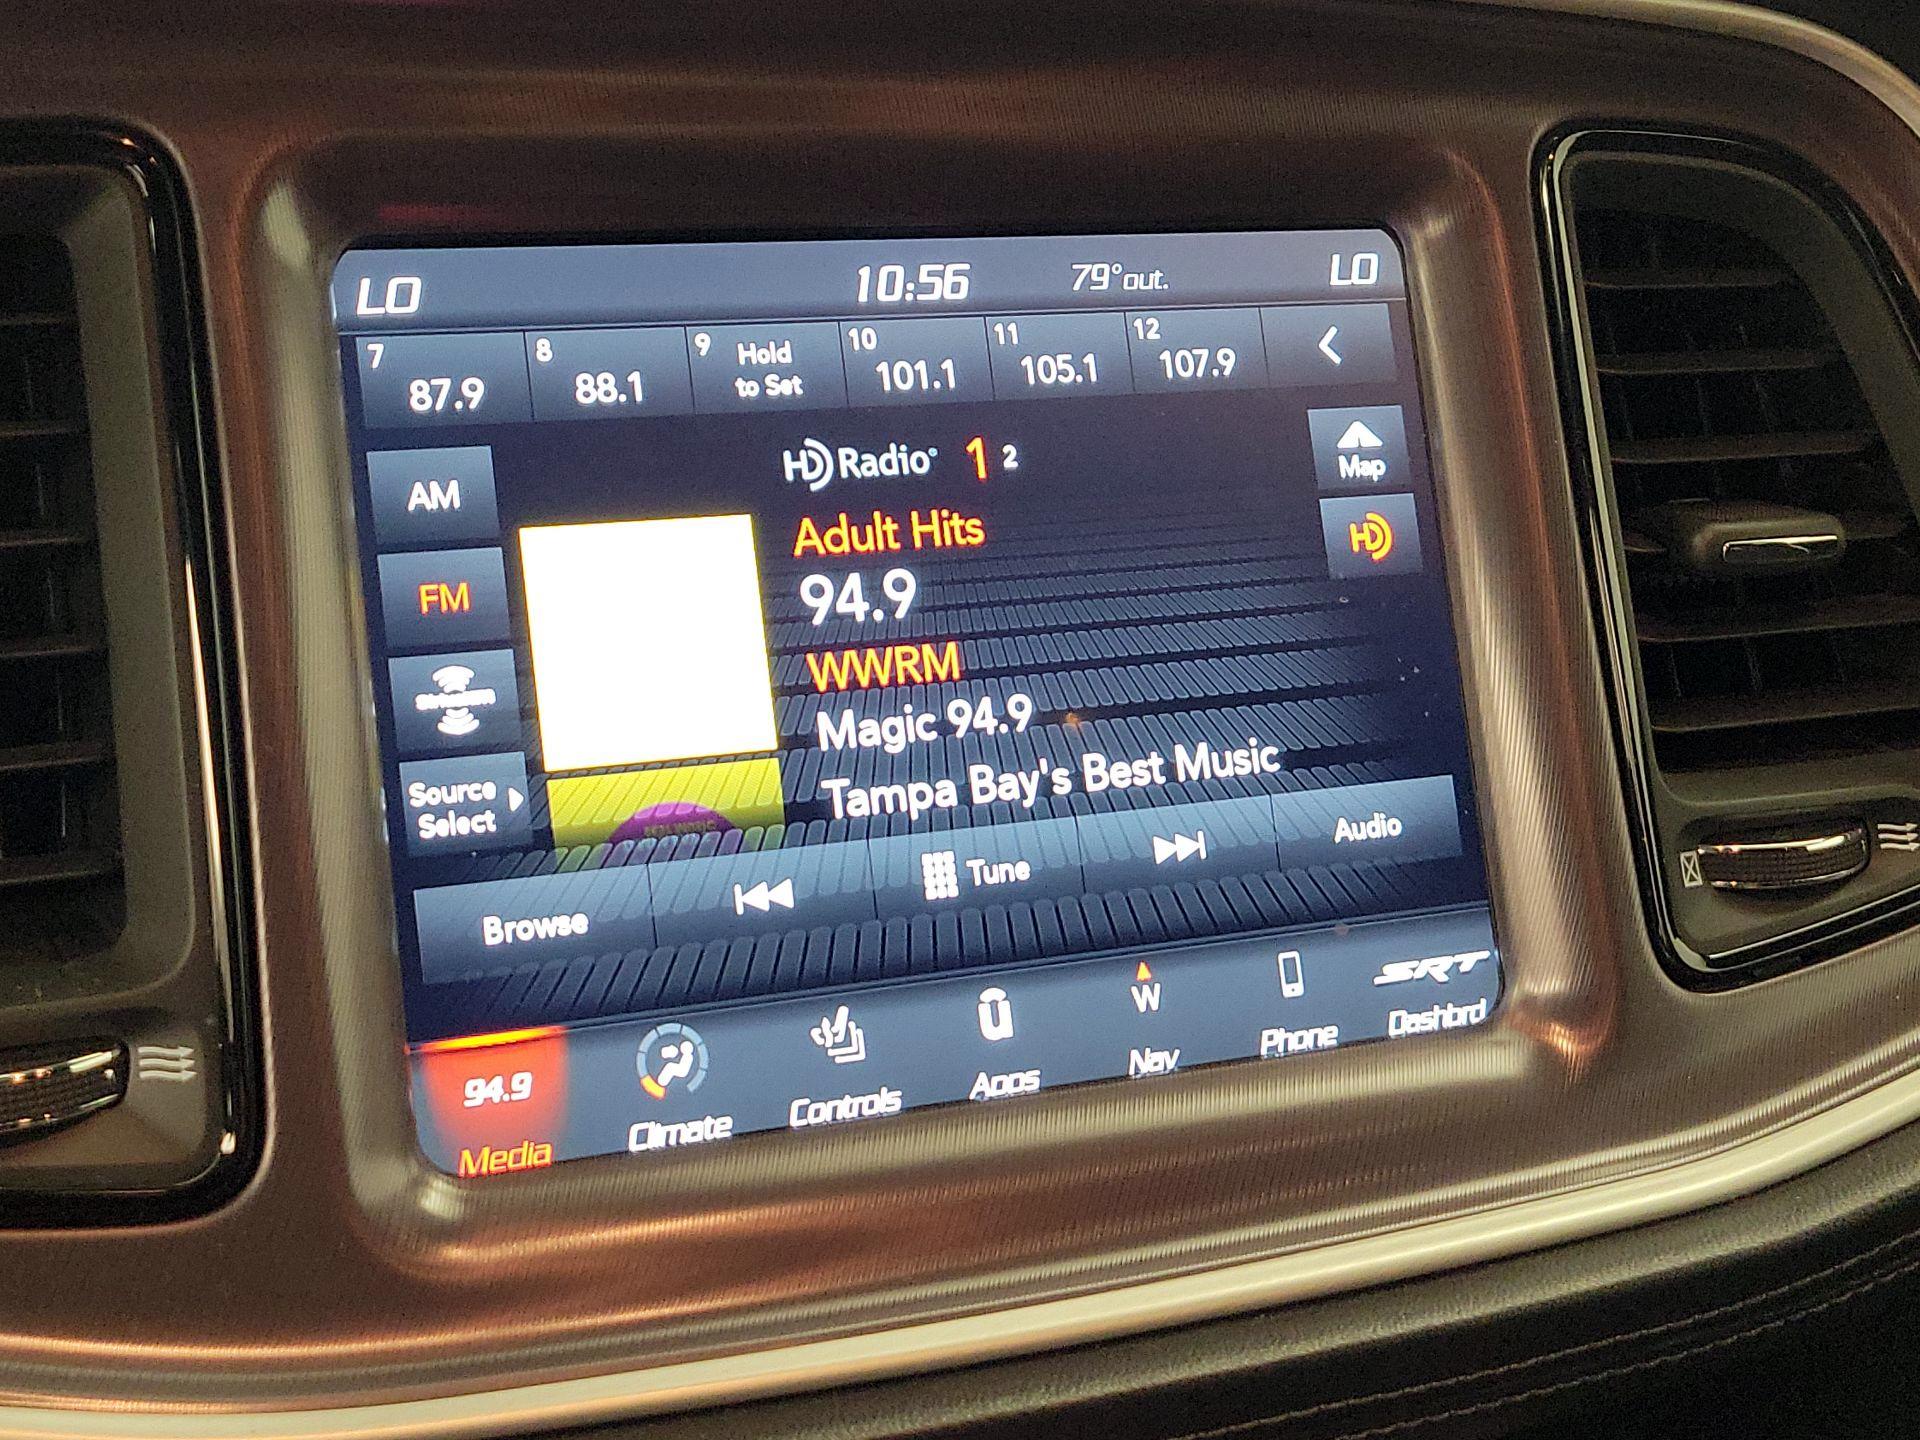 LO 10:56 79° out. LO
7 87.9 8 88.1 9 Hold to Set 10 101.1 11 105.1 12 107.9
HD Radio 1 2
Map
AM
Adult Hits
HD
94.9
FM
WWRM
Magic 94.9
Tampa Bay's Best Music
Source
Select
Browse Tune Audio
94.9 W SRT
Media Climate Controls Apps Nav Phone Dashbrd